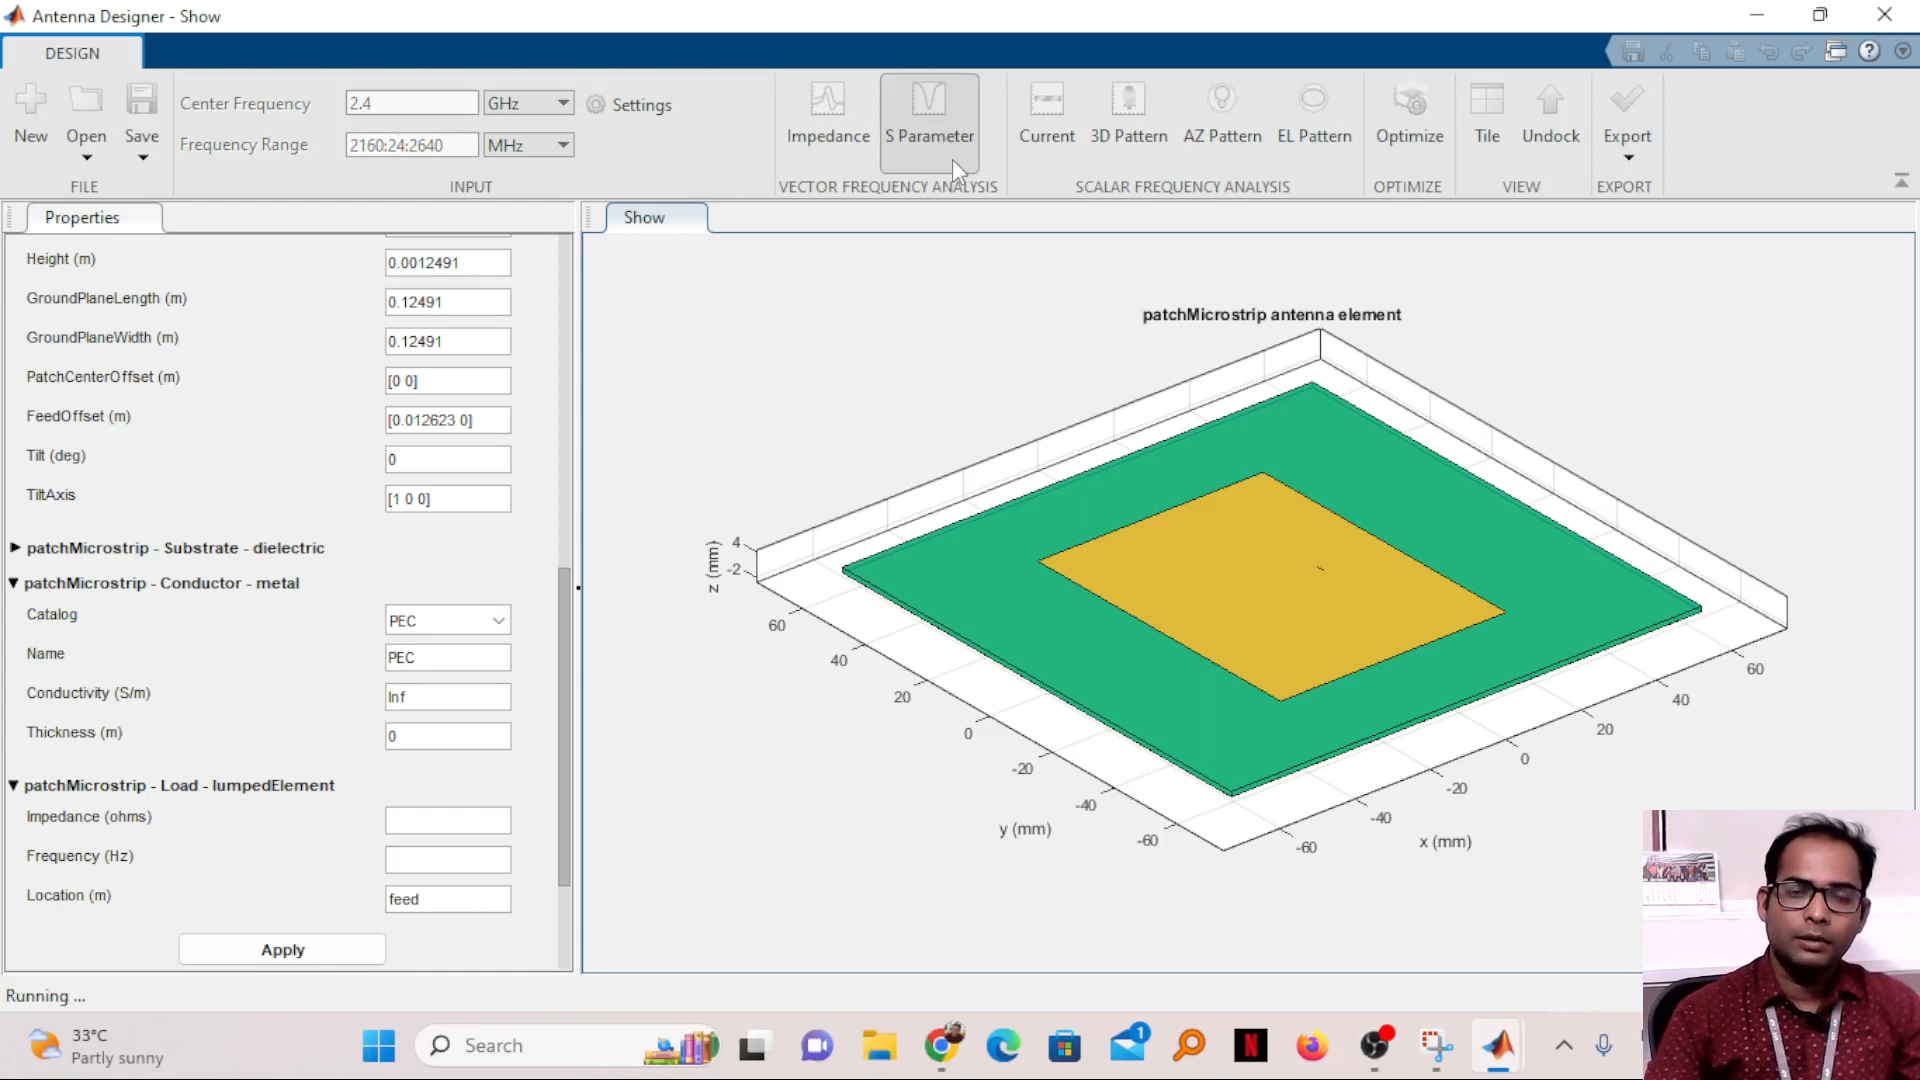 Antenna Designer - Show
DESIGN
New
Open
Save
FILE
Center Frequency
2.4
GHz
Settings
Frequency Range
2160:24:2640
MHz
INPUT
Impedance
S Parameter
VECTOR FREQUENCY ANALYSIS
Current
3D Pattern
AZ Pattern
EL Pattern
SCALAR FREQUENCY ANALYSIS
Optimize
OPTIMIZE
Tile
Undock
VIEW
Export
EXPORT
Properties
Height (m)
0.0012491
GroundPlaneLength (m)
0.12491
GroundPlaneWidth (m)
0.12491
PatchCenterOffset (m)
[0 0]
FeedOffset (m)
[0.012623 0]
Tilt (deg)
0
TiltAxis
[1 0 0]
patchMicrostrip - Substrate - dielectric
patchMicrostrip - Conductor - metal
Catalog
PEC
Name
PEC
Conductivity (S/m)
Inf
Thickness (m)
0
patchMicrostrip - Load - lumpedElement
Impedance (ohms)
Frequency (Hz)
Location (m)
feed
Apply
Show
patchMicrostrip antenna element
z (mm)
4
-2
60
40
20
0
-20
-40
-60
y (mm)
60
40
20
0
-20
-40
-60
x (mm)
Running ...
33°C
Partly sunny
Search
1
N